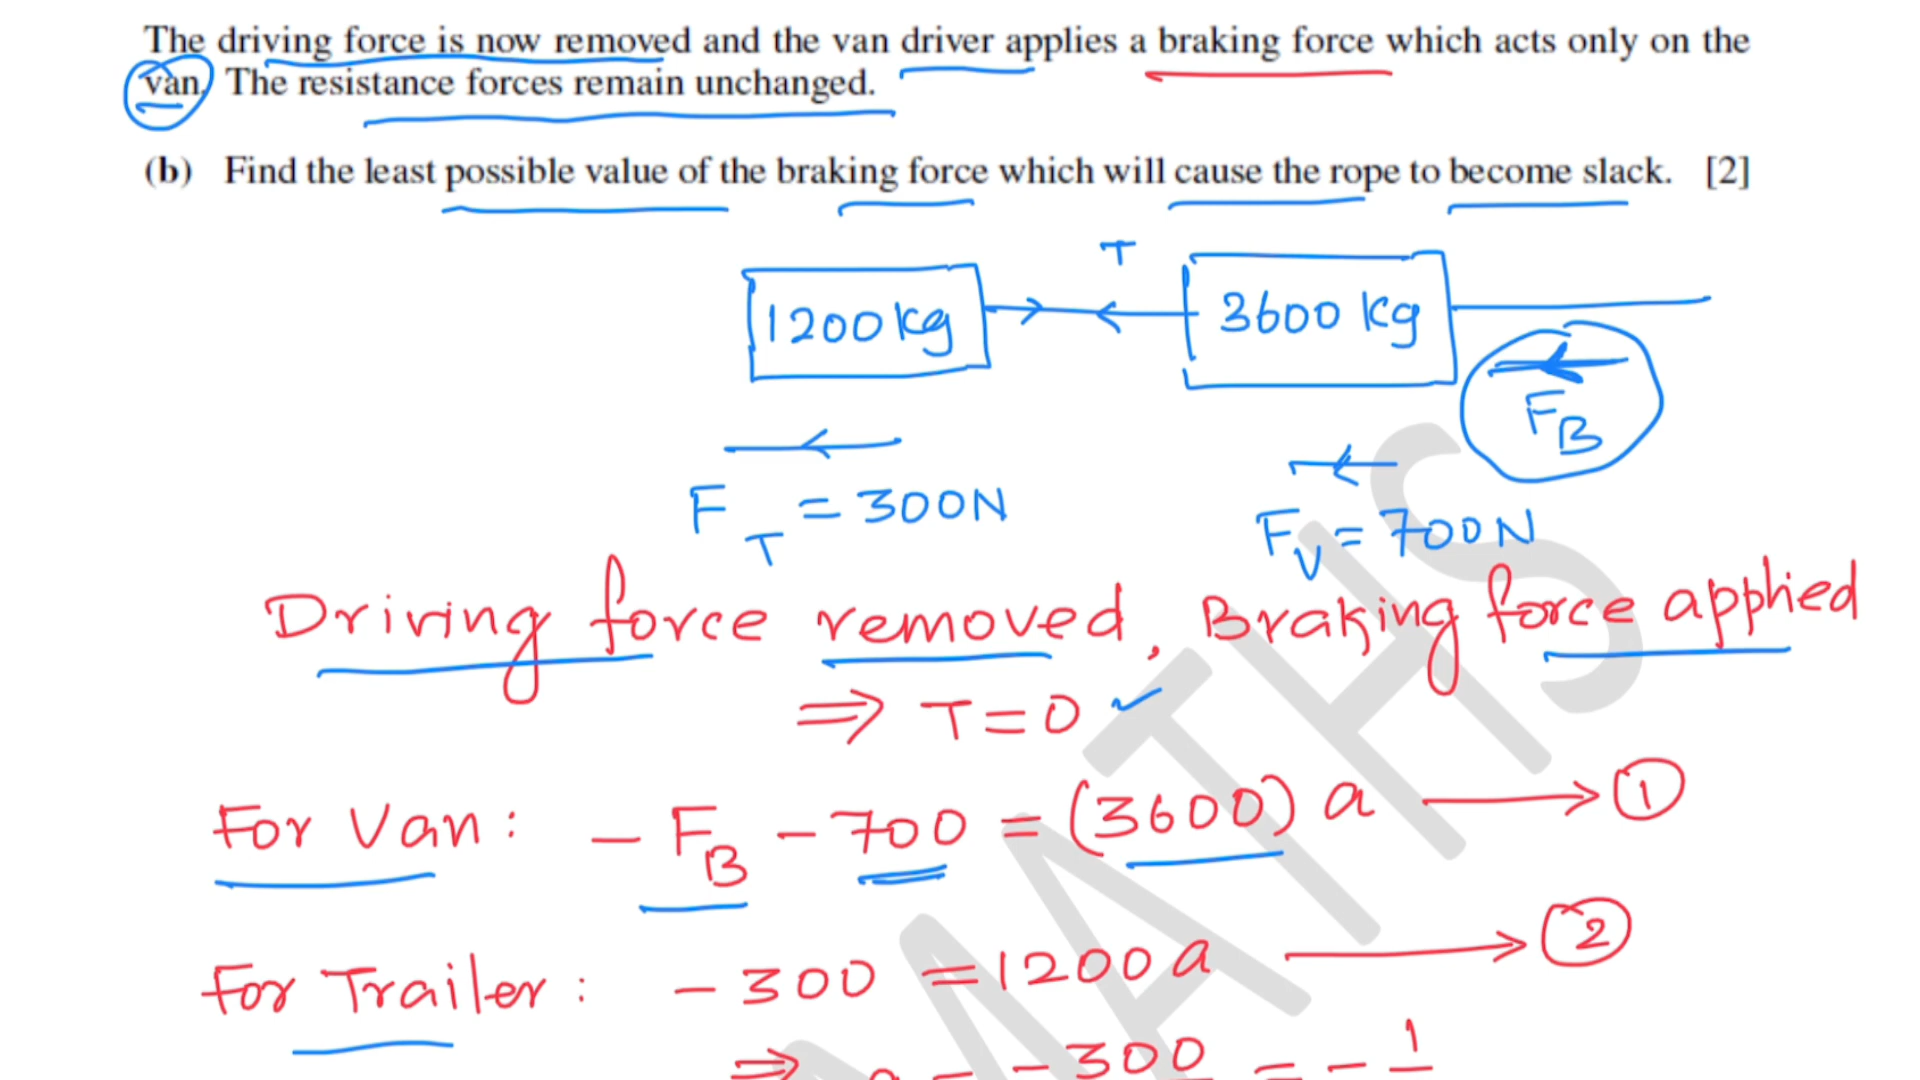 The driving force is now removed and the van driver applies a braking force which acts only on the
van. The resistance forces remain unchanged.
(b) Find the least possible value of the braking force which will cause the rope to become slack. [2]
T
1200 kg
3600 kg
F_B
F_T = 300N
F_V = 700N
Driving force removed, Braking force applied
⇒ T = 0 ✓
For Van: − F_B − 700 = (3600) a → ①
For Trailer: − 300 = 1200 a → ②
⇒ a = −300 = − 1
MATHS